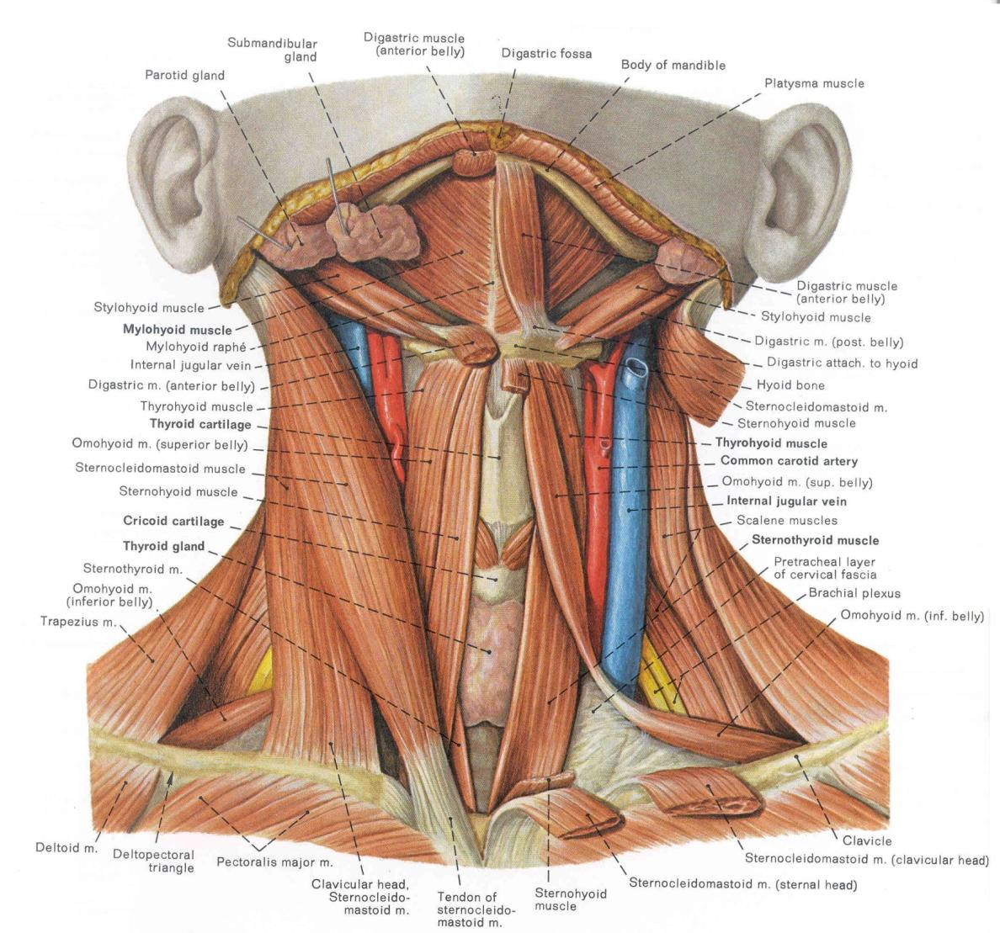 Submandibular
gland
Digastric muscle
(anterior belly)
Digastric fossa
Body of mandible
Parotid gland
Platysma muscle
Stylohyoid muscle
Mylohyoid muscle
Mylohyoid raphé
Internal jugular vein
Digastric m. (anterior belly)
Thyrohyoid muscle
Thyroid cartilage
Omohyoid m. (superior belly)
Sternocleidomastoid muscle
Sternohyoid muscle
Cricoid cartilage
Thyroid gland
Sternothyroid m.
Omohyoid m.
(inferior belly)
Trapezius m.
Digastric muscle
(anterior belly)
Stylohyoid muscle
Digastric m. (post. belly)
Digastric attach. to hyoid
Hyoid bone
Sternocleidomastoid m.
Sternohyoid muscle
Thyrohyoid muscle
Common carotid artery
Omohyoid m. (sup. belly)
Internal jugular vein
Scalene muscles
Sternothyroid muscle
Pretracheal layer
of cervical fascia
Brachial plexus
Omohyoid m. (inf. belly)
Deltoid m.
Deltopectoral
triangle
Pectoralis major m.
Clavicular head,
Sternocleido-
mastoid m.
Tendon of
sternocleido-
mastoid m.
Sternohyoid
muscle
Sternocleidomastoid m. (sternal head)
Sternocleidomastoid m. (clavicular head)
Clavicle